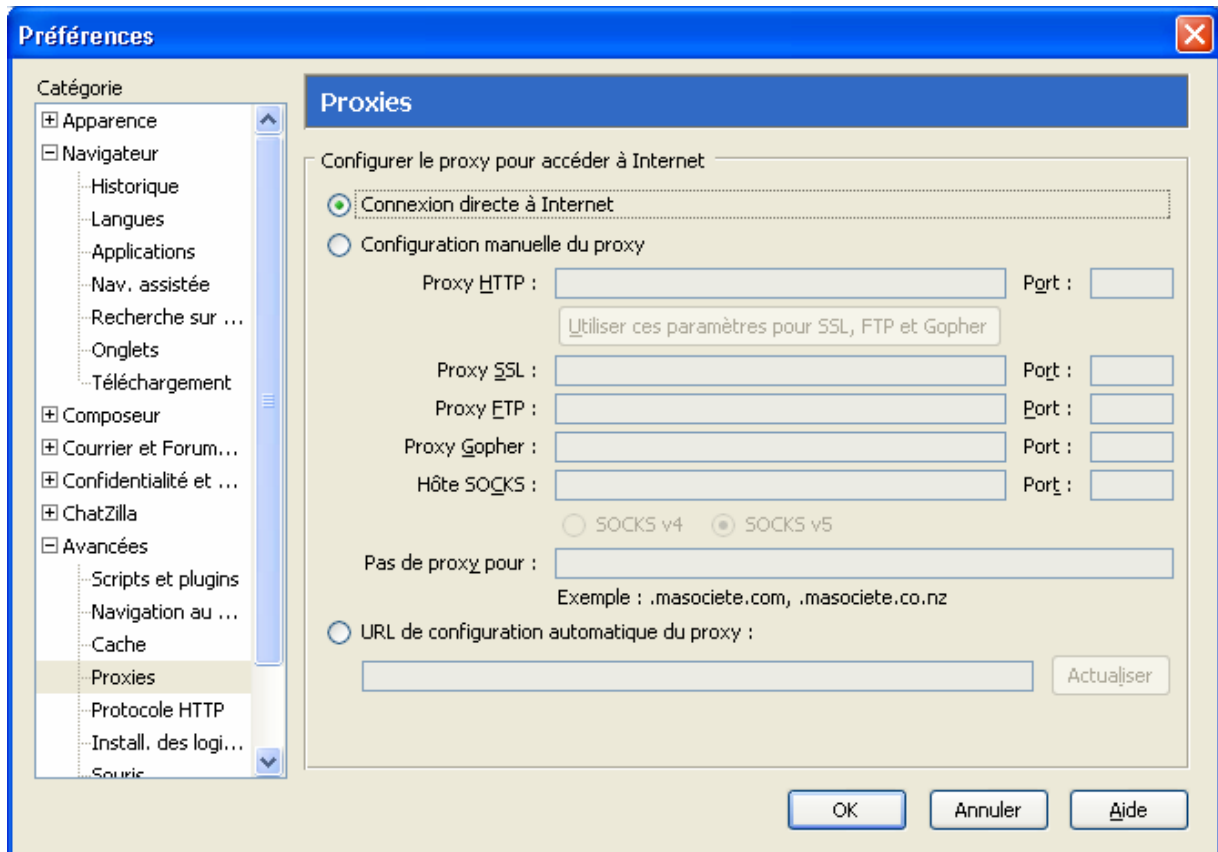 Préférences
Catégorie
Apparence
Navigateur
Historique
Langues
Applications
Nav. assistée
Recherche sur ...
Onglets
Téléchargement
Composeur
Courrier et Forum...
Confidentialité et ...
ChatZilla
Avancées
Scripts et plugins
Navigation au ...
Cache
Proxies
Protocole HTTP
Install. des logi...
Souris
Proxies
Configurer le proxy pour accéder à Internet
Connexion directe à Internet
Configuration manuelle du proxy
Proxy HTTP : Port :
Utiliser ces paramètres pour SSL, FTP et Gopher
Proxy SSL : Port :
Proxy FTP : Port :
Proxy Gopher : Port :
Hôte SOCKS : Port :
SOCKS v4 SOCKS v5
Pas de proxy pour :
Exemple : .masociete.com, .masociete.co.nz
URL de configuration automatique du proxy :
Actualiser
OK Annuler Aide